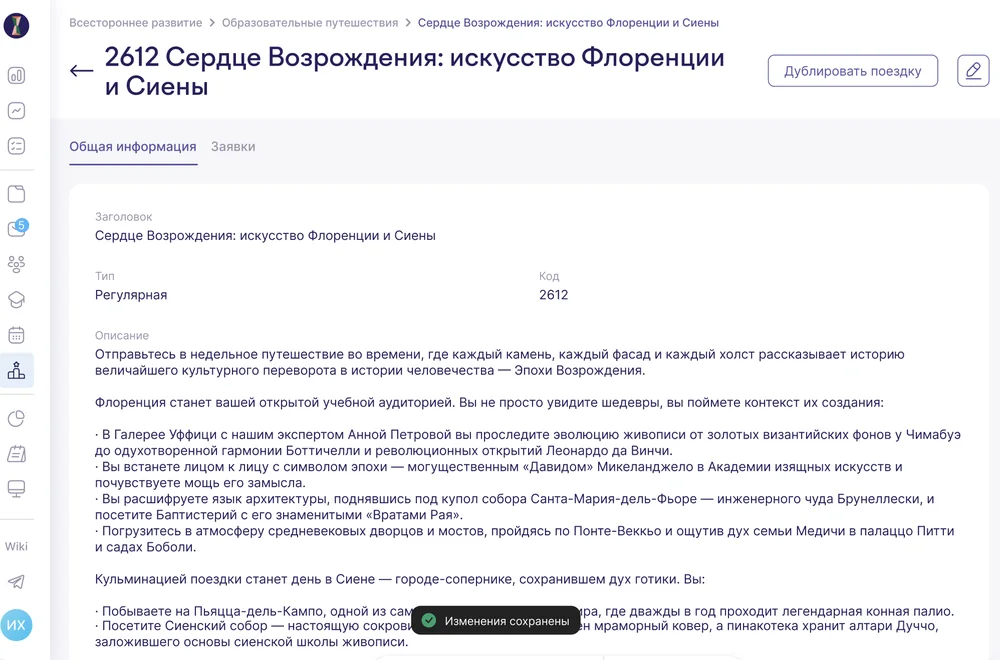 Всестороннее развитие > Образовательные путешествия > Сердце Возрождения: искусство Флоренции и Сиены
2612 Сердце Возрождения: искусство Флоренции
и Сиены
Дублировать поездку
Общая информация Заявки
Заголовок
Сердце Возрождения: искусство Флоренции и Сиены
Тип Код
Регулярная 2612
Описание
Отправьтесь в недельное путешествие во времени, где каждый камень, каждый фасад и каждый холст рассказывает историю
величайшего культурного переворота в истории человечества — Эпохи Возрождения.
Флоренция станет вашей открытой учебной аудиторией. Вы не просто увидите шедевры, вы поймете контекст их создания:
· В Галерее Уффици с нашим экспертом Анной Петровой вы проследите эволюцию живописи от золотых византийских фонов у Чимабуэ
до одухотворенной гармонии Боттичелли и революционных открытий Леонардо да Винчи.
· Вы встанете лицом к лицу с символом эпохи — могущественным «Давидом» Микеланджело в Академии изящных искусств и
почувствуете мощь его замысла.
· Вы расшифруете язык архитектуры, поднявшись под купол собора Санта-Мария-дель-Фьоре — инженерного чуда Брунеллески, и
посетите Баптистерий с его знаменитыми «Вратами Рая».
· Погрузитесь в атмосферу средневековых дворцов и мостов, пройдясь по Понте-Веккьо и ощутив дух семьи Медичи в палаццо Питти
и садах Боболи.
Кульминацией поездки станет день в Сиене — городе-сопернике, сохранившем дух готики. Вы:
· Побываете на Пьяцца-дель-Кампо, одной из сам ира, где дважды в год проходит легендарная конная палио.
· Посетите Сиенский собор — настоящую сокрови ен мраморный ковер, а пинакотека хранит алтари Дуччо,
заложившего основы сиенской школы живописи.
Изменения сохранены
5
Wiki
ИХ